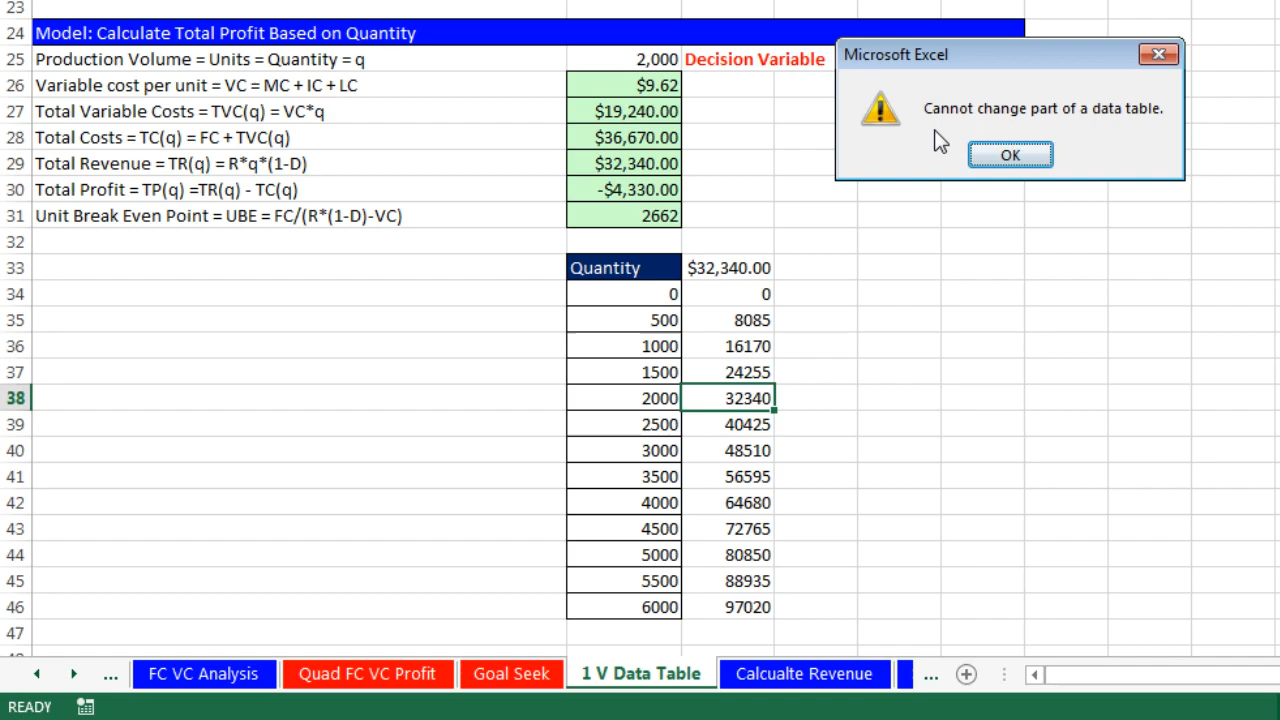 23
24 Model: Calculate Total Profit Based on Quantity
Microsoft Excel
25 Production Volume = Units = Quantity = q 2,000 Decision Variable
26 Variable cost per unit = VC = MC + IC + LC $9.62
27 Total Variable Costs = TVC(q) = VC*q $19,240.00
Cannot change part of a data table.
28 Total Costs = TC(q) = FC + TVC(q) $36,670.00
OK
29 Total Revenue = TR(q) = R*q*(1-D) $32,340.00
30 Total Profit = TP(q) =TR(q) - TC(q) -$4,330.00
31 Unit Break Even Point = UBE = FC/(R*(1-D)-VC) 2662
32
33 Quantity $32,340.00
34 0 0
35 500 8085
36 1000 16170
37 1500 24255
38 2000 32340
39 2500 40425
40 3000 48510
41 3500 56595
42 4000 64680
43 4500 72765
44 5000 80850
45 5500 88935
46 6000 97020
47
... FC VC Analysis Quad FC VC Profit Goal Seek 1 V Data Table Calcualte Revenue ...
READY